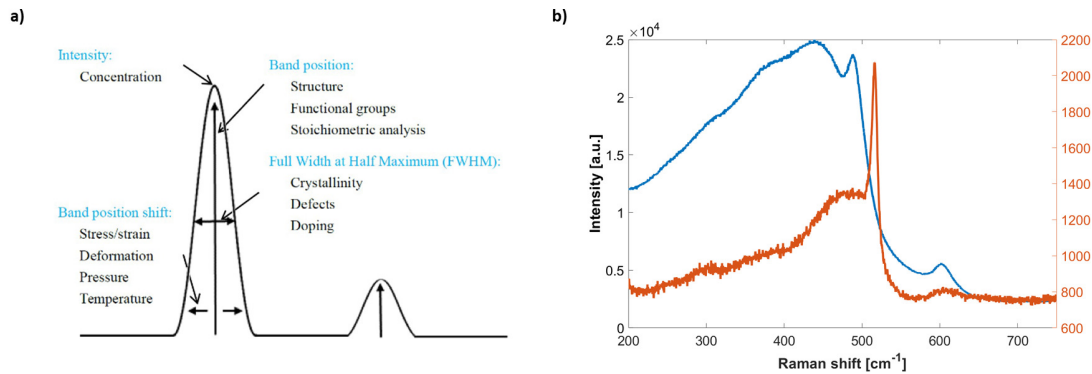 a)
Intensity:
Concentration
Band position:
Structure
Functional groups
Stoichiometric analysis
Full Width at Half Maximum (FWHM):
Crystallinity
Defects
Doping
Band position shift:
Stress/strain
Deformation
Pressure
Temperature
b)
×10⁴
2.5
2
1.5
1
0.5
0
Intensity [a.u.]
200
300
400
500
600
700
Raman shift [cm⁻¹]
2200
2000
1800
1600
1400
1200
1000
800
600